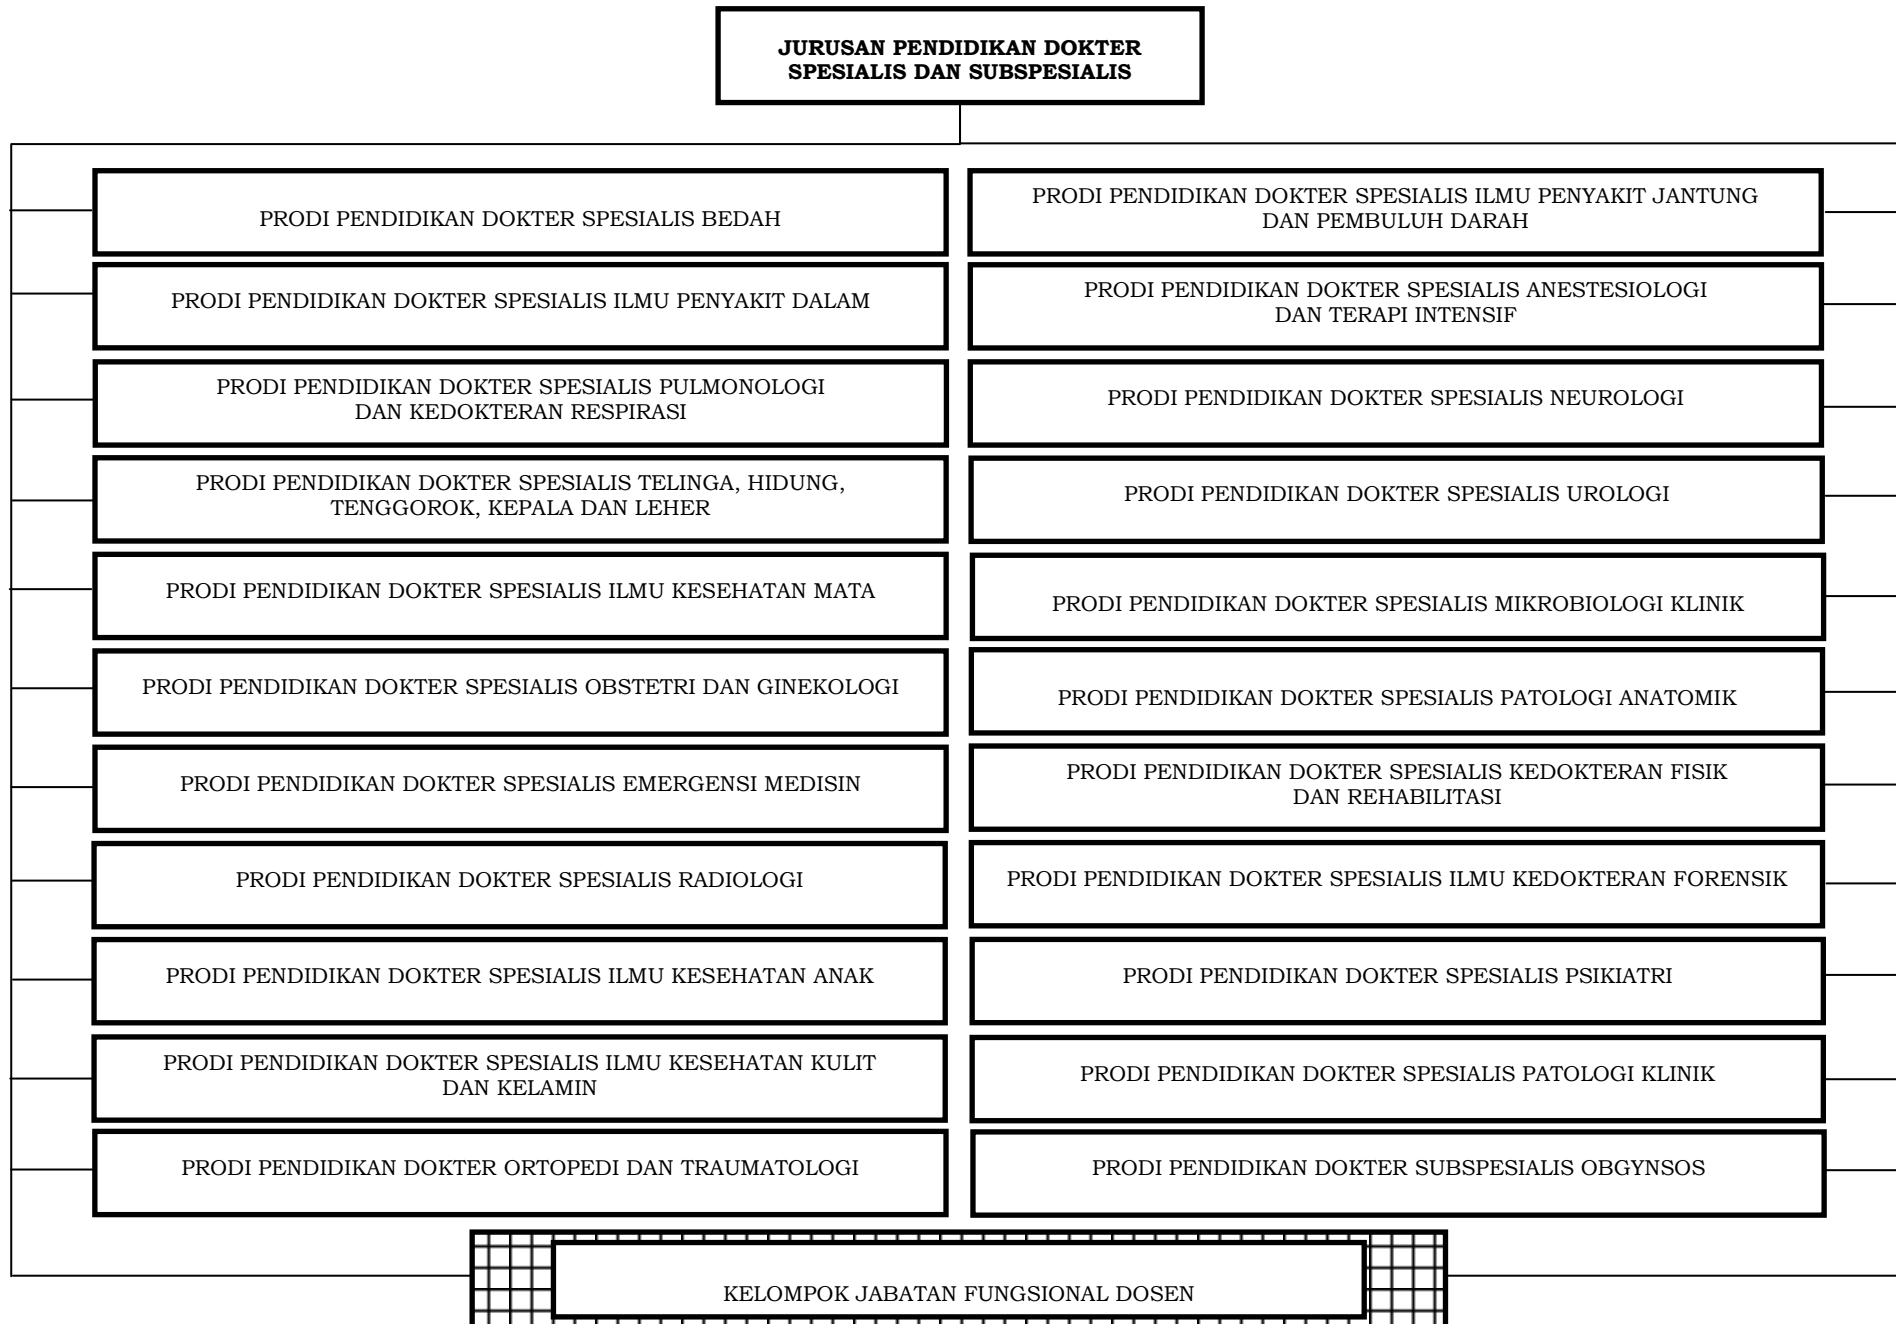 JURUSAN PENDIDIKAN DOKTER
SPESIALIS DAN SUBSPESIALIS
PRODI PENDIDIKAN DOKTER SPESIALIS BEDAH
PRODI PENDIDIKAN DOKTER SPESIALIS ILMU PENYAKIT DALAM
PRODI PENDIDIKAN DOKTER SPESIALIS PULMONOLOGI
DAN KEDOKTERAN RESPIRASI
PRODI PENDIDIKAN DOKTER SPESIALIS TELINGA, HIDUNG,
TENGGOROK, KEPALA DAN LEHER
PRODI PENDIDIKAN DOKTER SPESIALIS ILMU KESEHATAN MATA
PRODI PENDIDIKAN DOKTER SPESIALIS OBSTETRI DAN GINEKOLOGI
PRODI PENDIDIKAN DOKTER SPESIALIS EMERGENSI MEDISIN
PRODI PENDIDIKAN DOKTER SPESIALIS RADIOLOGI
PRODI PENDIDIKAN DOKTER SPESIALIS ILMU KESEHATAN ANAK
PRODI PENDIDIKAN DOKTER SPESIALIS ILMU KESEHATAN KULIT
DAN KELAMIN
PRODI PENDIDIKAN DOKTER ORTOPEDI DAN TRAUMATOLOGI
PRODI PENDIDIKAN DOKTER SPESIALIS ILMU PENYAKIT JANTUNG
DAN PEMBULUH DARAH
PRODI PENDIDIKAN DOKTER SPESIALIS ANESTESIOLOGI
DAN TERAPI INTENSIF
PRODI PENDIDIKAN DOKTER SPESIALIS NEUROLOGI
PRODI PENDIDIKAN DOKTER SPESIALIS UROLOGI
PRODI PENDIDIKAN DOKTER SPESIALIS MIKROBIOLOGI KLINIK
PRODI PENDIDIKAN DOKTER SPESIALIS PATOLOGI ANATOMIK
PRODI PENDIDIKAN DOKTER SPESIALIS KEDOKTERAN FISIK
DAN REHABILITASI
PRODI PENDIDIKAN DOKTER SPESIALIS ILMU KEDOKTERAN FORENSIK
PRODI PENDIDIKAN DOKTER SPESIALIS PSIKIATRI
PRODI PENDIDIKAN DOKTER SPESIALIS PATOLOGI KLINIK
PRODI PENDIDIKAN DOKTER SUBSPESIALIS OBGYNSOS
KELOMPOK JABATAN FUNGSIONAL DOSEN